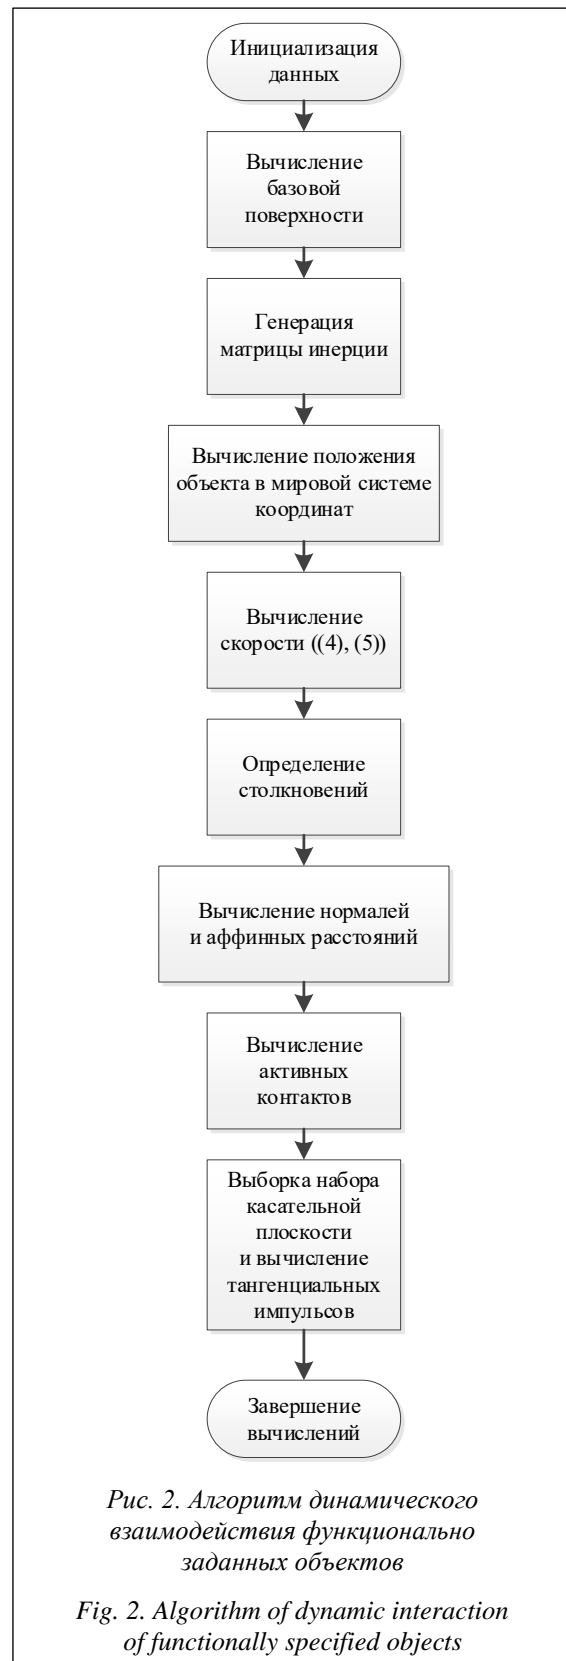 Инициализация
данных
Вычисление
базовой
поверхности
Генерация
матрицы инерции
Вычисление положения
объекта в мировой системе
координат
Вычисление
скорости ((4), (5))
Определение
столкновений
Вычисление нормалей
и аффинных расстояний
Вычисление
активных
контактов
Выборка набора
касательной
плоскости
и вычисление
тангенциальных
импульсов
Завершение
вычислений
Рис. 2. Алгоритм динамического
взаимодействия функционально
заданных объектов
Fig. 2. Algorithm of dynamic interaction
of functionally specified objects